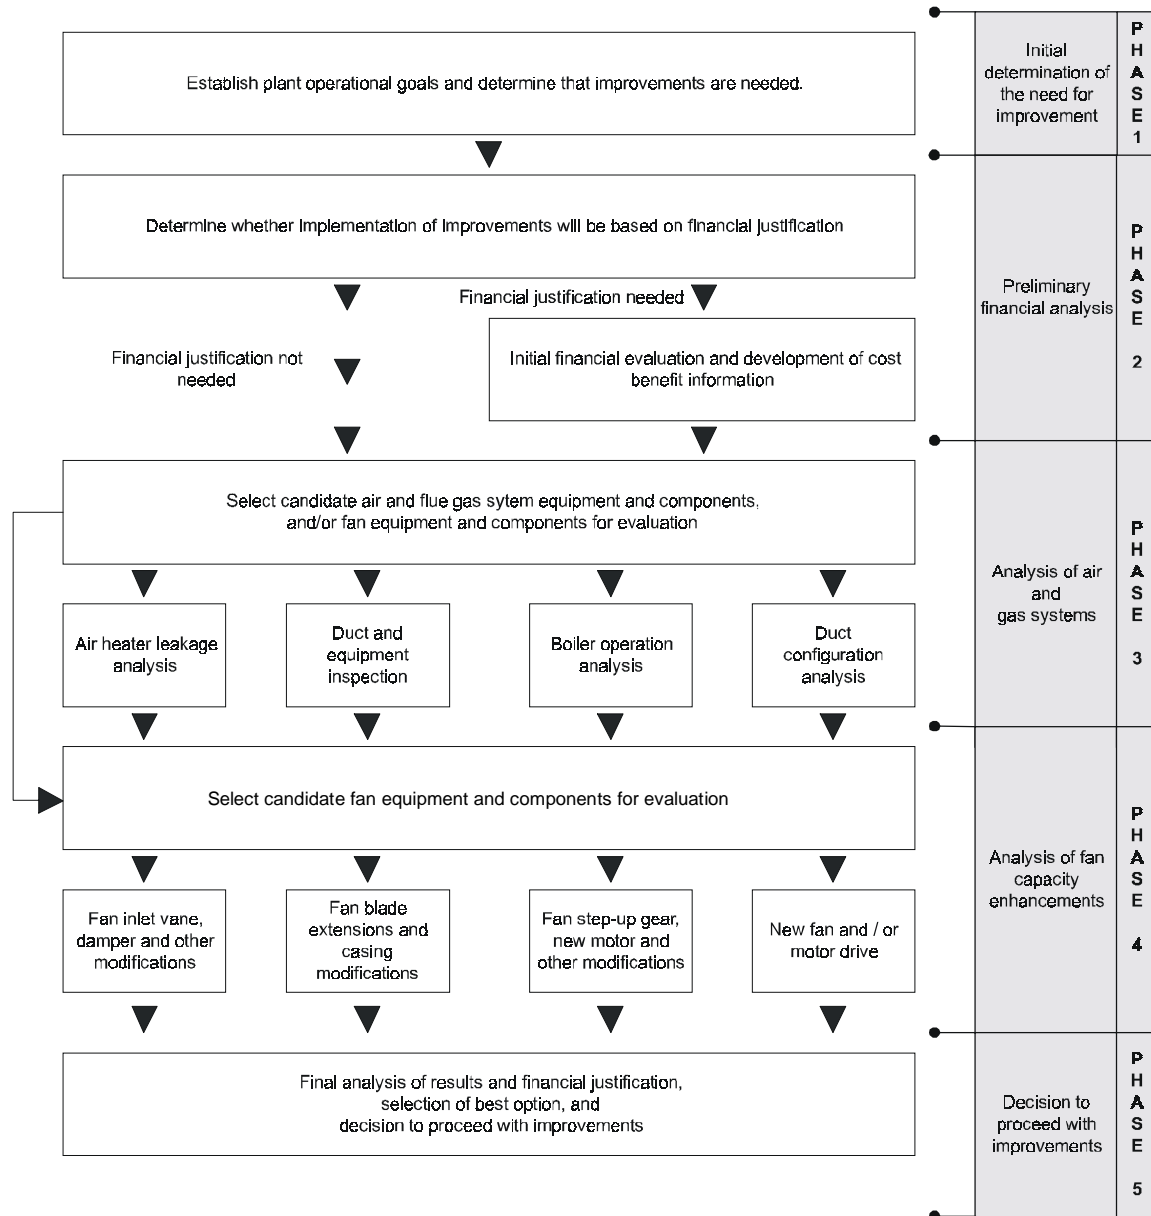 Establish plant operational goals and determine that improvements are needed.
Initial
determination of
the need for
improvement
P
H
A
S
E
1
Determine whether implementation of improvements will be based on financial justification
Financial justification needed
Financial justification not
needed
Initial financial evaluation and development of cost
benefit information
Preliminary
financial analysis
P
H
A
S
E
2
Select candidate air and flue gas sytem equipment and components,
and/or fan equipment and components for evaluation
Air heater leakage
analysis
Duct and
equipment
inspection
Boiler operation
analysis
Duct
configuration
analysis
Analysis of air
and
gas systems
P
H
A
S
E
3
Select candidate fan equipment and components for evaluation
Fan inlet vane,
damper and other
modifications
Fan blade
extensions and
casing
modifications
Fan step-up gear,
new motor and
other modifications
New fan and / or
motor drive
Analysis of fan
capacity
enhancements
P
H
A
S
E
4
Final analysis of results and financial justification,
selection of best option, and
decision to proceed with improvements
Decision to
proceed with
improvements
P
H
A
S
E
5